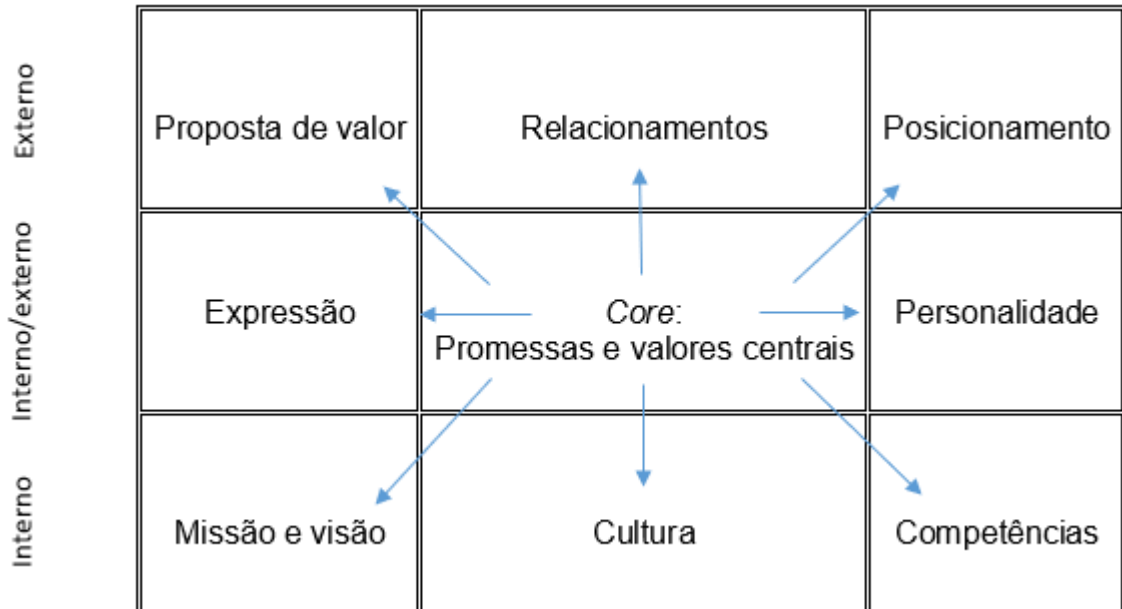 Externo
Proposta de valor
Relacionamentos
Posicionamento
Interno/externo
Expressão
Core:
Promessas e valores centrais
Personalidade
Interno
Missão e visão
Cultura
Competências